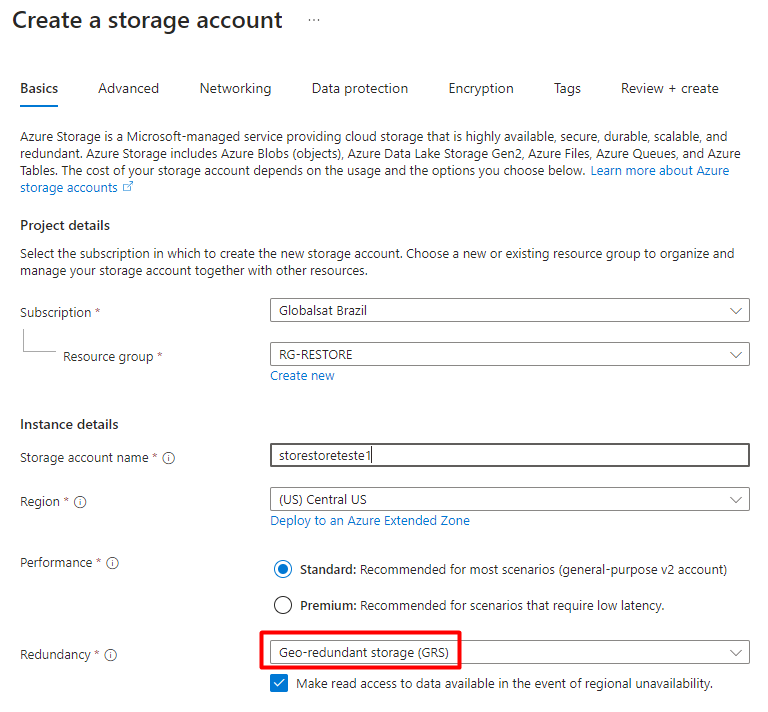 Create a storage account ...
Basics Advanced Networking Data protection Encryption Tags Review + create
Azure Storage is a Microsoft-managed service providing cloud storage that is highly available, secure, durable, scalable, and
redundant. Azure Storage includes Azure Blobs (objects), Azure Data Lake Storage Gen2, Azure Files, Azure Queues, and Azure
Tables. The cost of your storage account depends on the usage and the options you choose below. Learn more about Azure
storage accounts
Project details
Select the subscription in which to create the new storage account. Choose a new or existing resource group to organize and
manage your storage account together with other resources.
Subscription * Globalsat Brazil
Resource group * RG-RESTORE
Create new
Instance details
Storage account name * storestoreteste1
Region * (US) Central US
Deploy to an Azure Extended Zone
Performance * Standard: Recommended for most scenarios (general-purpose v2 account)
Premium: Recommended for scenarios that require low latency.
Redundancy * Geo-redundant storage (GRS)
Make read access to data available in the event of regional unavailability.